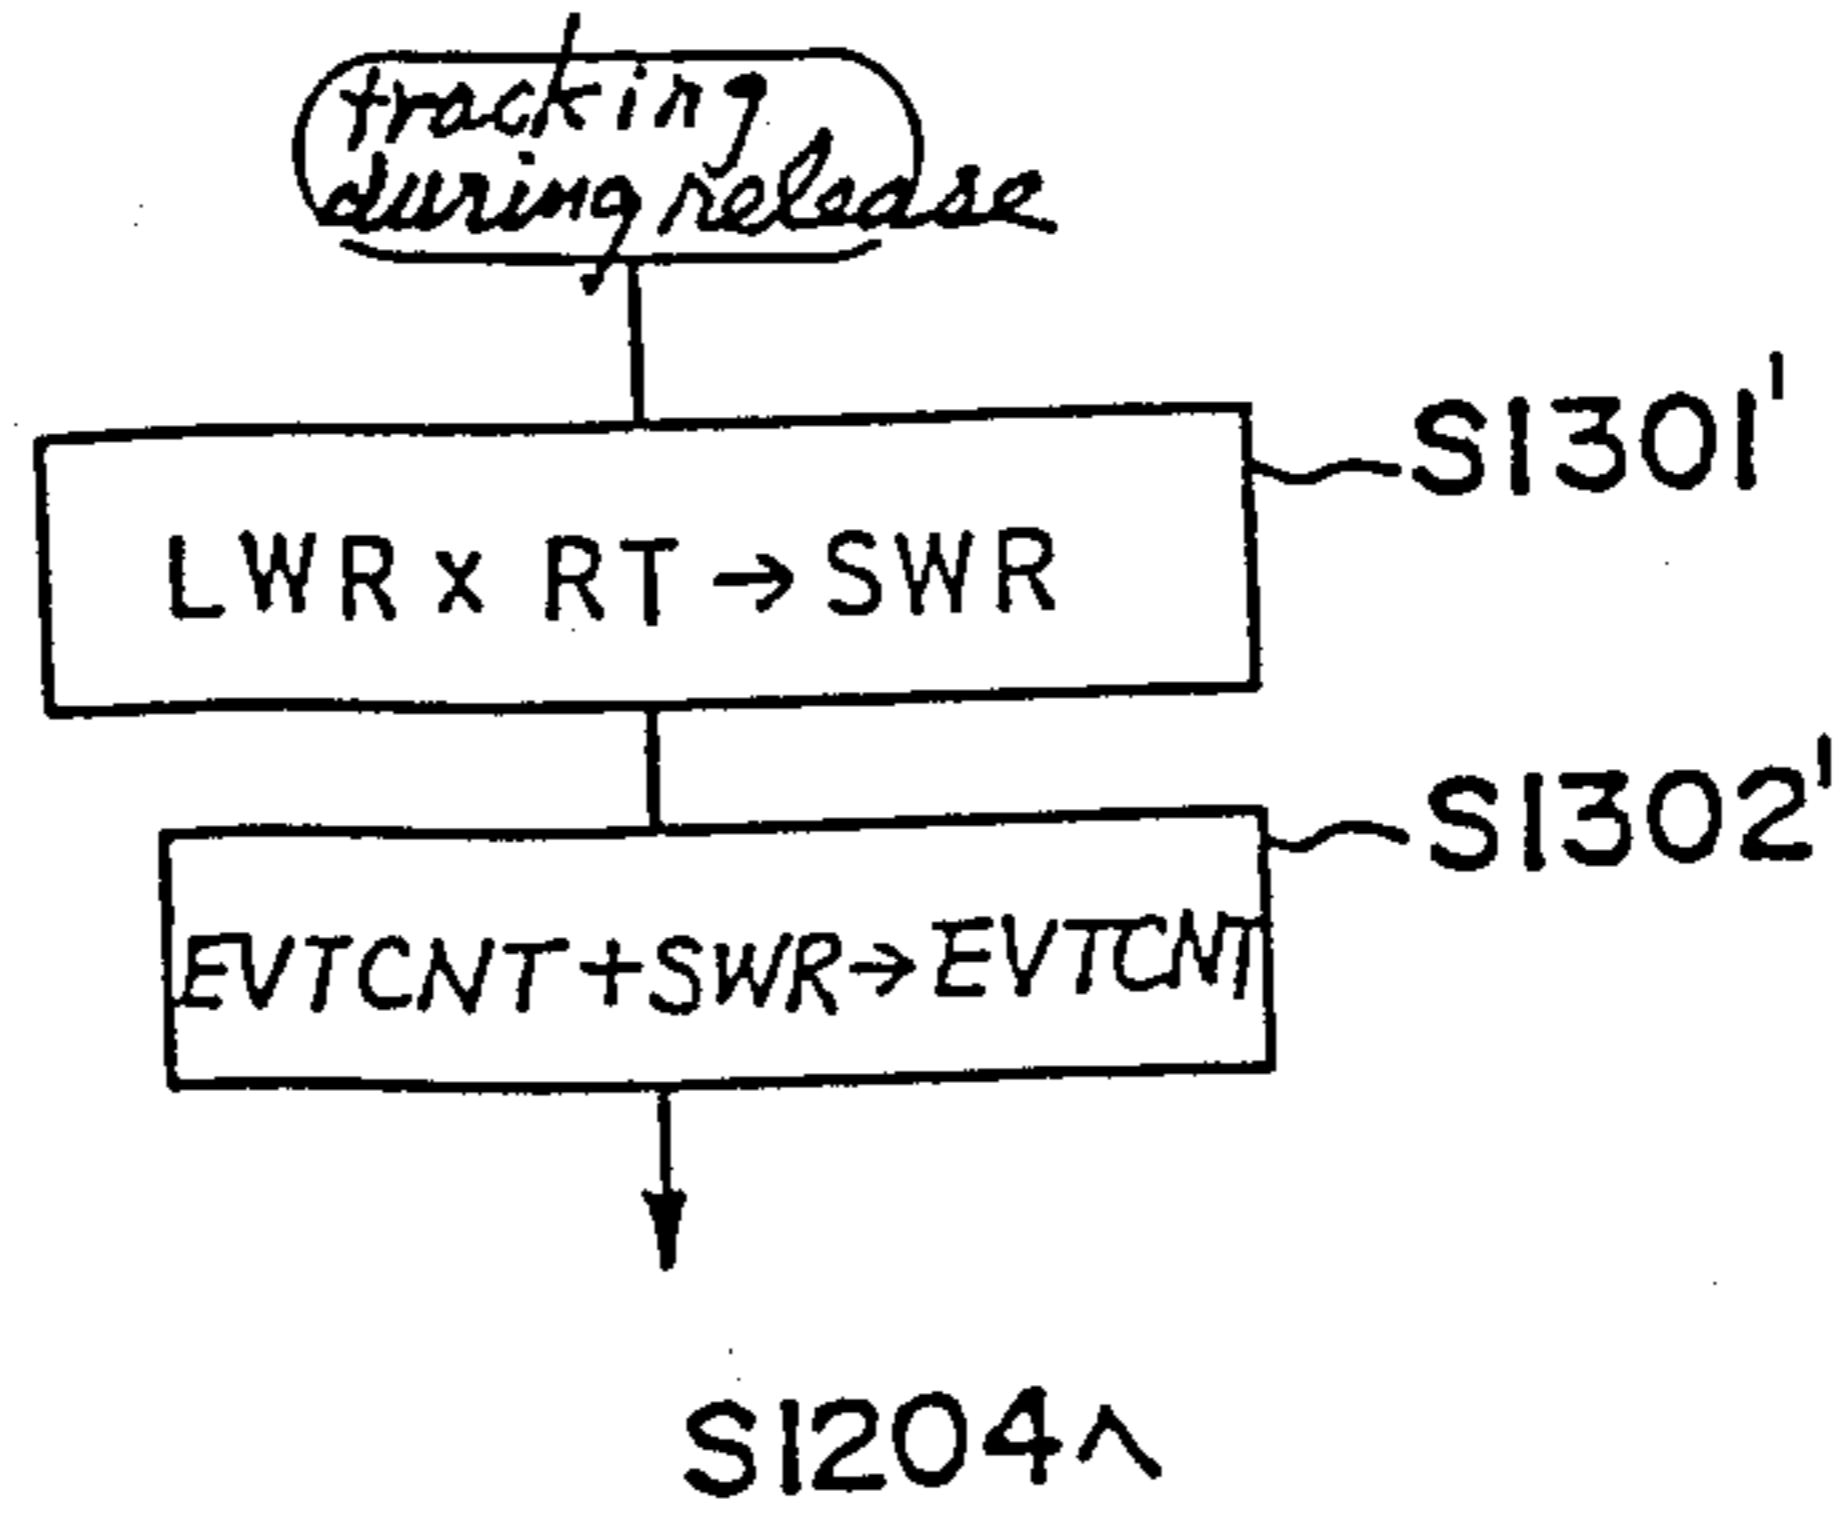 tracking
during release
S1301'
LWR x RT → SWR
S1302'
EVTCNT + SWR → EVTCNT
S1204へ